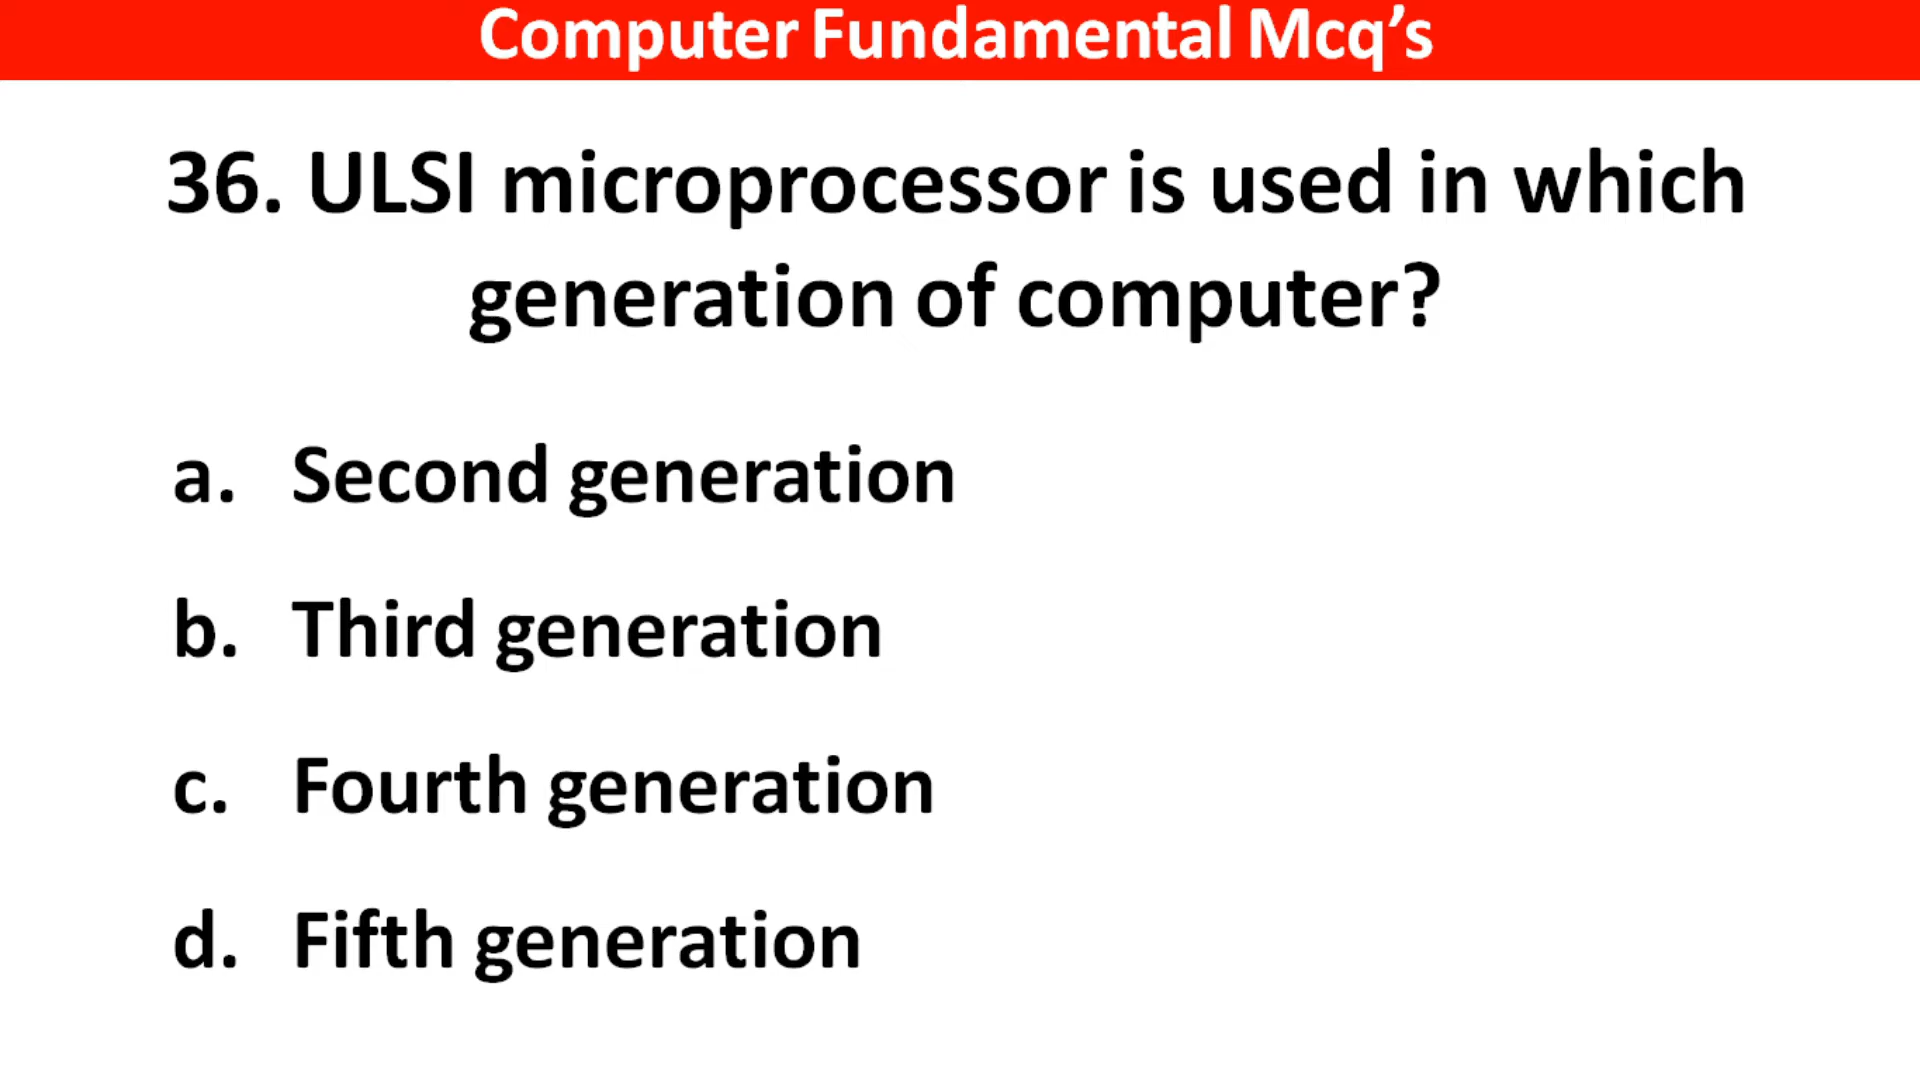 Computer Fundamental Mcq’s
36. ULSI microprocessor is used in which
generation of computer?
a. Second generation
b. Third generation
c. Fourth generation
d. Fifth generation